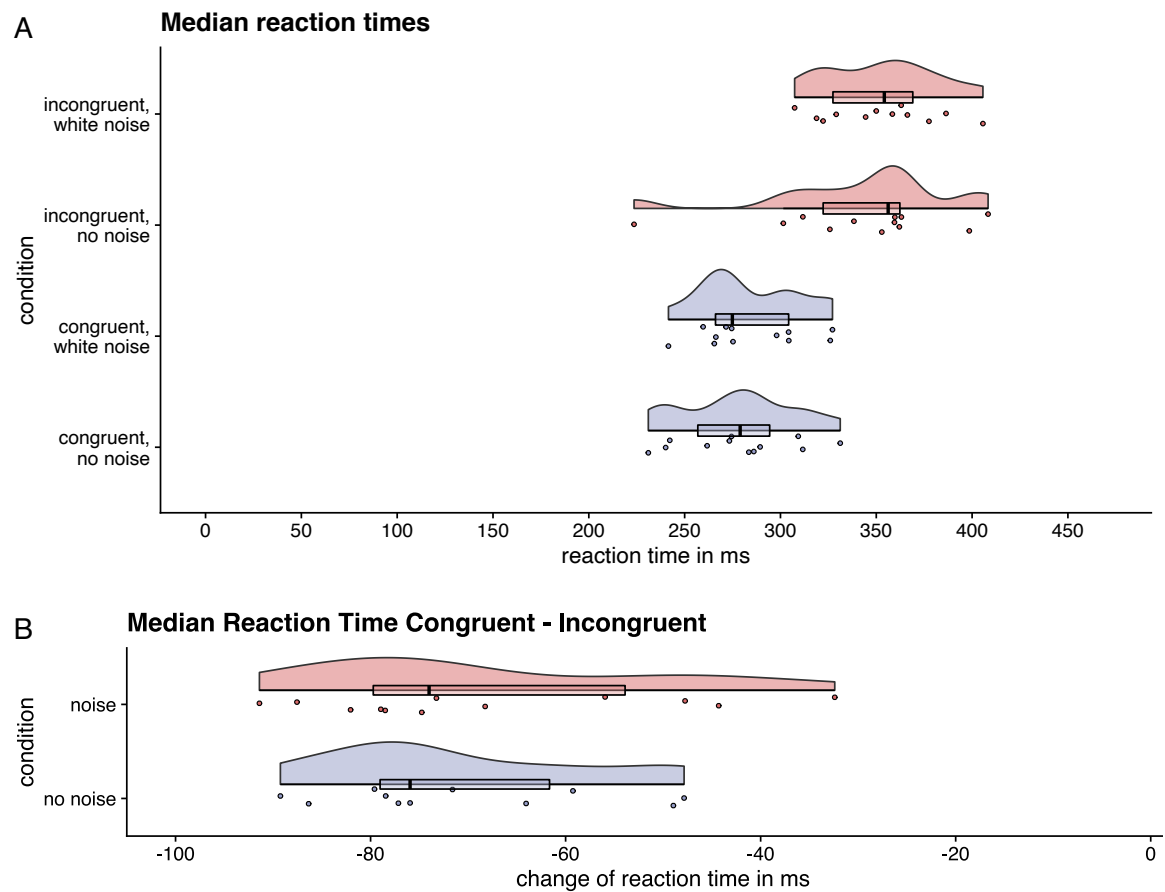 A
Median reaction times
condition
incongruent,
white noise
incongruent,
no noise
congruent,
white noise
congruent,
no noise
0 50 100 150 200 250 300 350 400 450
reaction time in ms
B
Median Reaction Time Congruent - Incongruent
condition
noise
no noise
-100 -80 -60 -40 -20 0
change of reaction time in ms